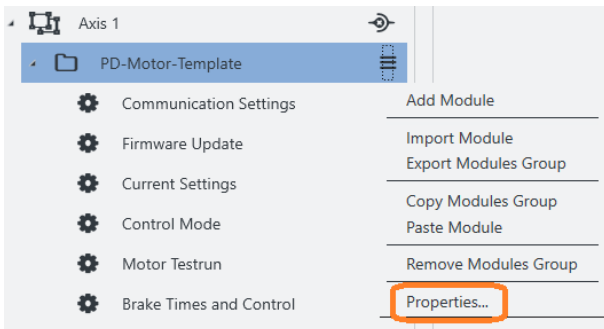 Axis 1
PD-Motor-Template
Communication Settings
Firmware Update
Current Settings
Control Mode
Motor Testrun
Brake Times and Control
Add Module
Import Module
Export Modules Group
Copy Modules Group
Paste Module
Remove Modules Group
Properties...